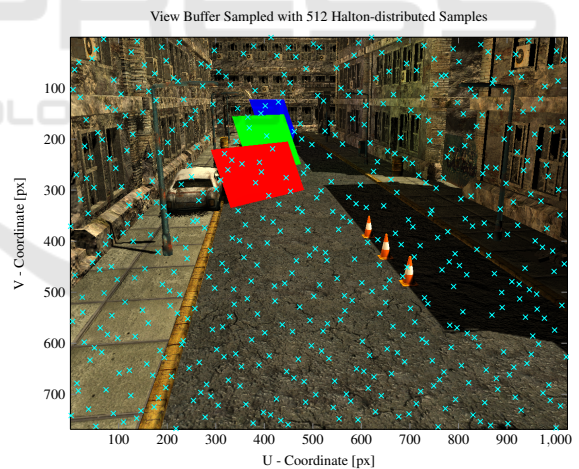 View Buffer Sampled with 512 Halton-distributed Samples
100
200
300
400
500
600
700
V - Coordinate [px]
100 200 300 400 500 600 700 800 900 1,000
U - Coordinate [px]